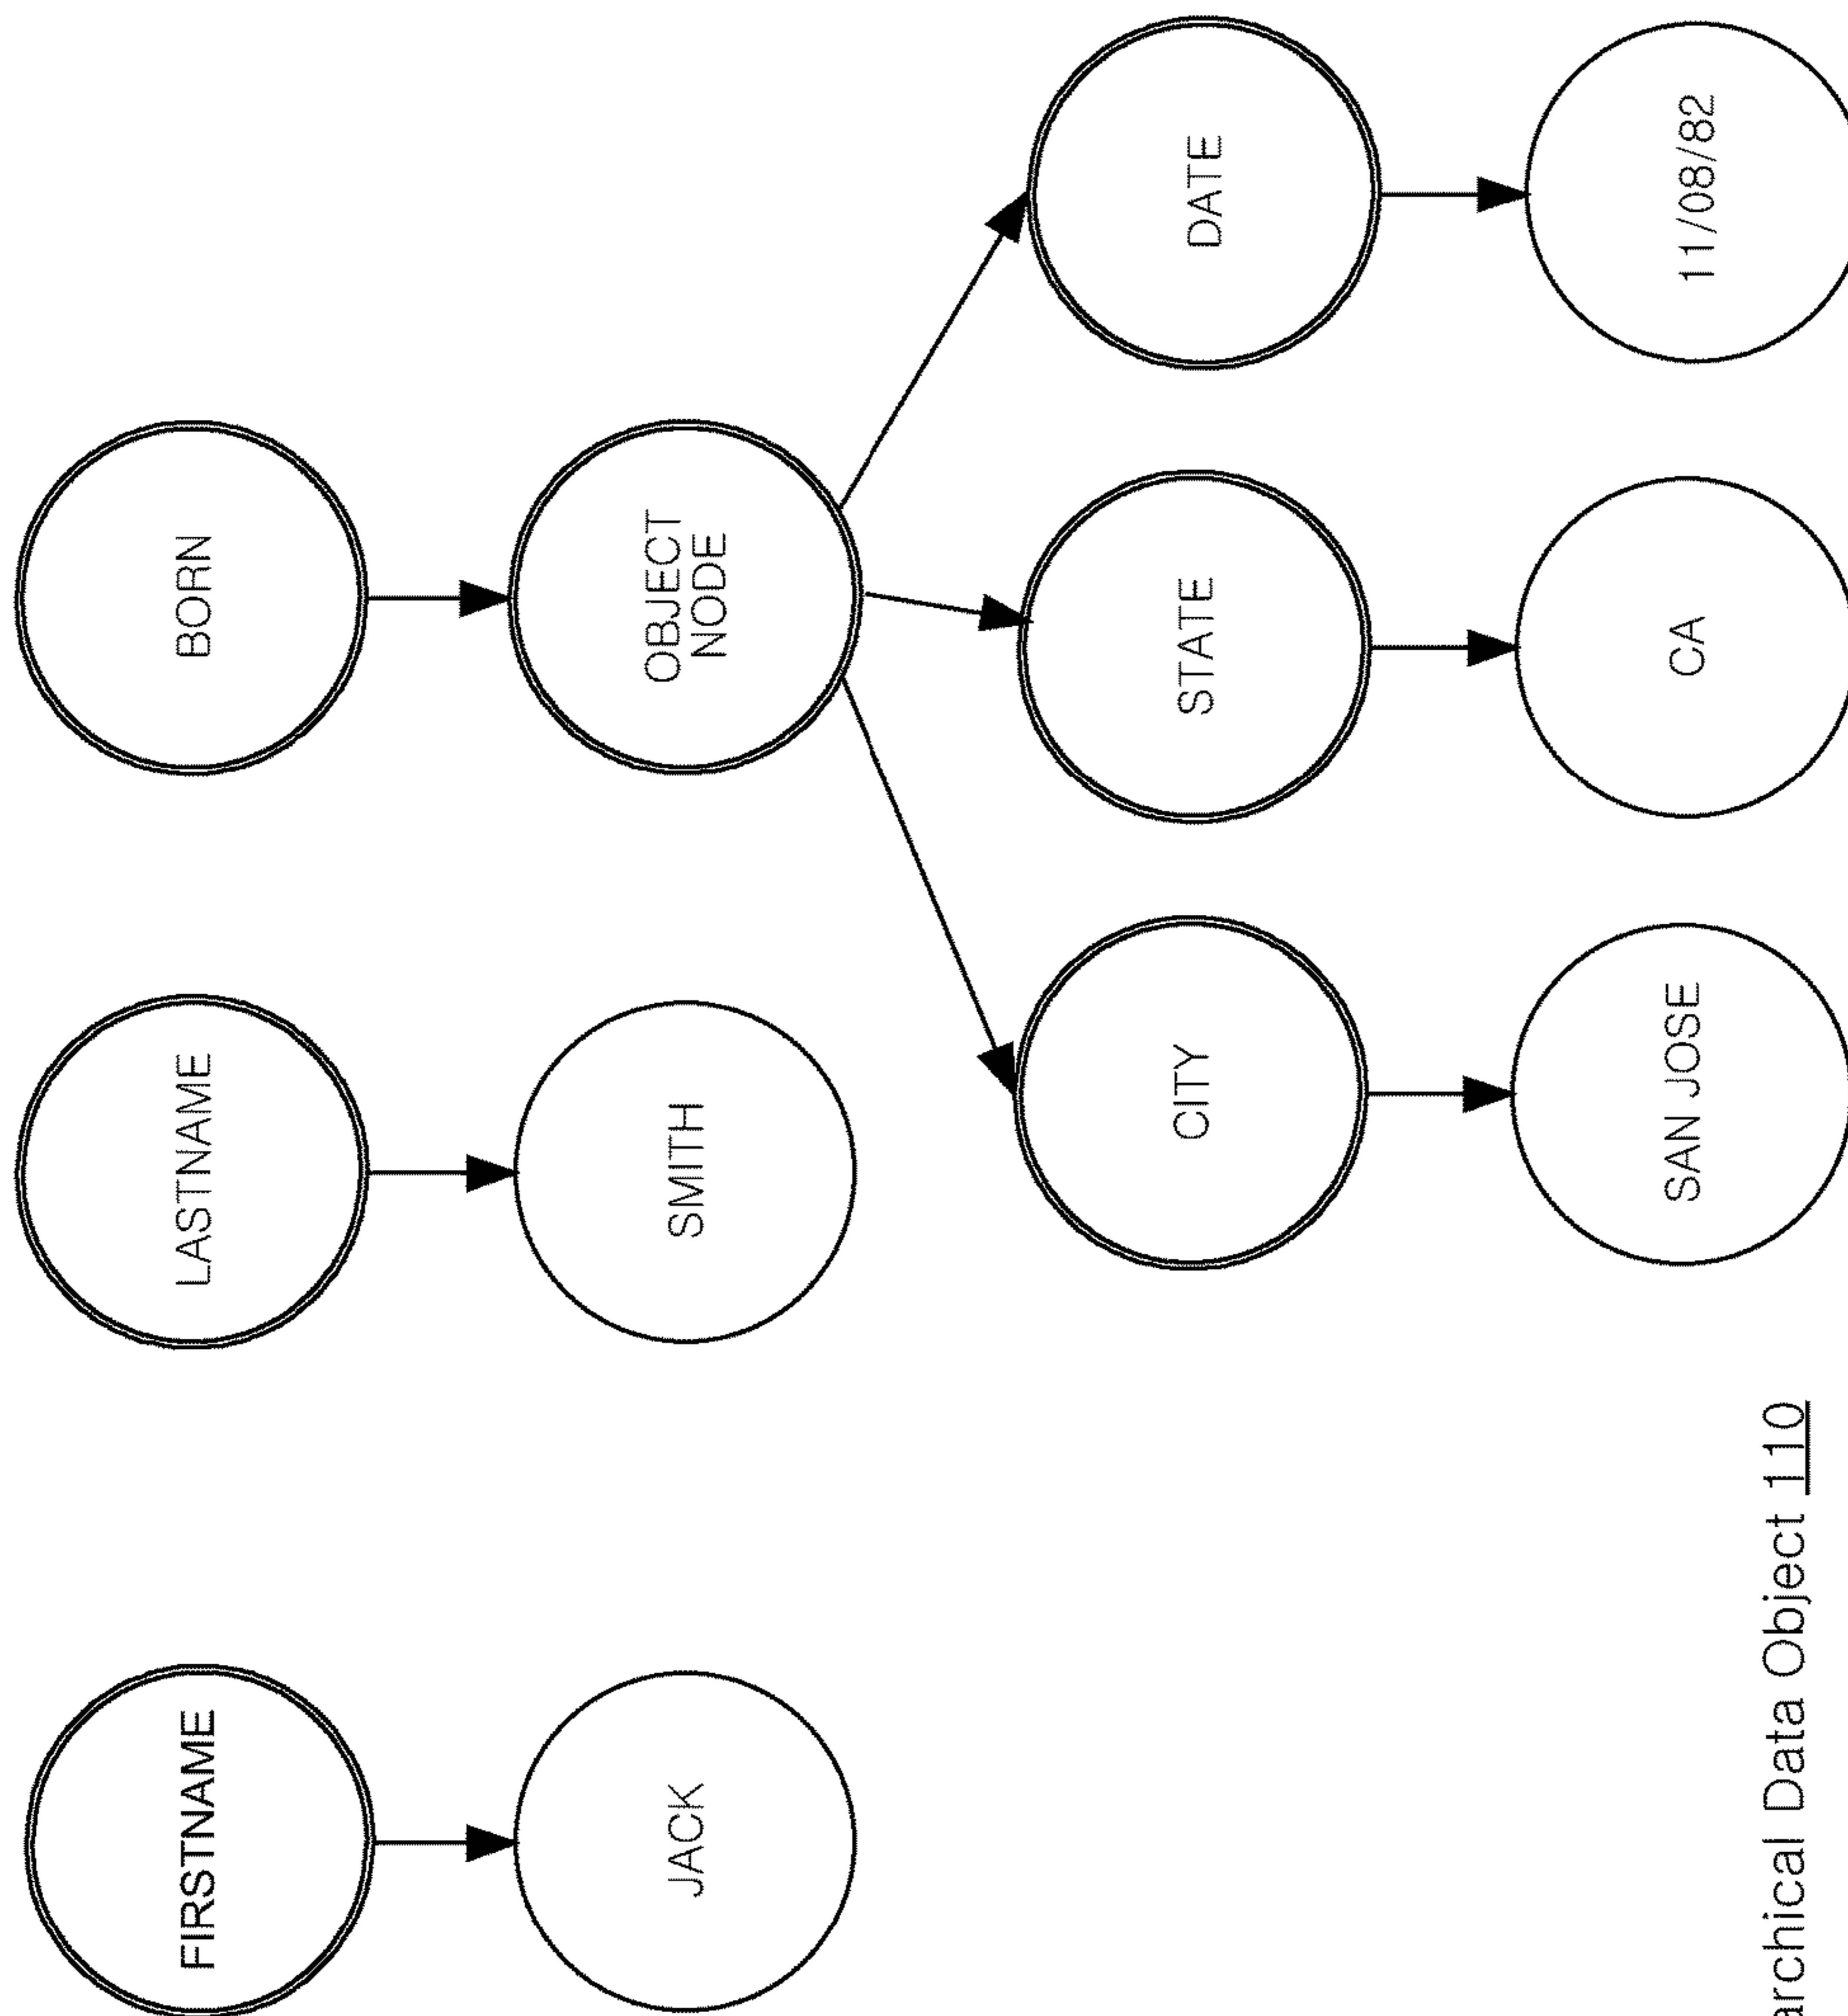 FIRSTNAME
LASTNAME
BORN
JACK
SMITH
OBJECT
NODE
CITY
STATE
DATE
SAN JOSE
CA
11/08/82
archical Data Object 110